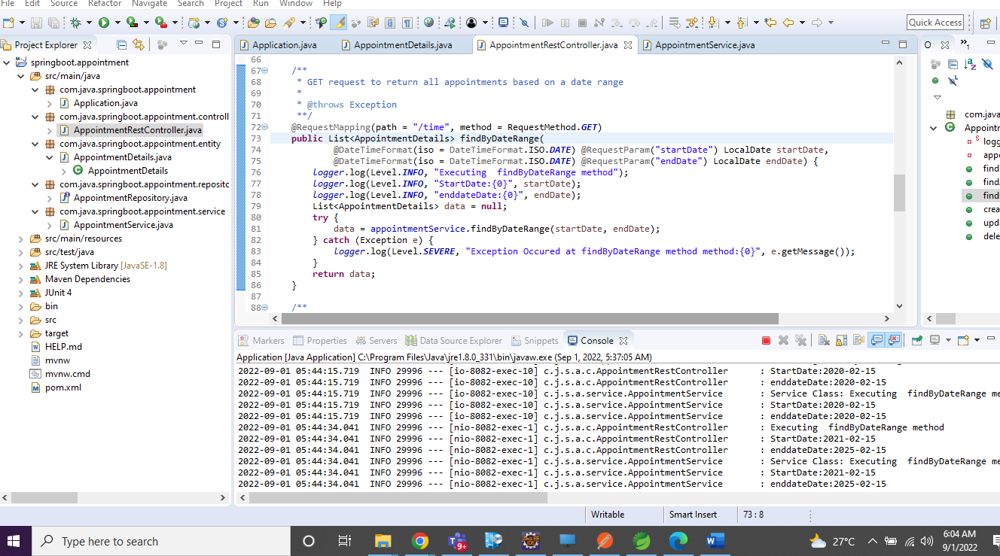 File Edit Source Refactor Navigate Search Project Run Window Help
Quick Access
Project Explorer
springboot.appointment
src/main/java
com.java.springboot.appointment
Application.java
com.java.springboot.appointment.controll
AppointmentRestController.java
com.java.springboot.appointment.entity
AppointmentDetails.java
AppointmentDetails
com.java.springboot.appointment.repositc
AppointmentRepository.java
com.java.springboot.appointment.service
AppointmentService.java
src/main/resources
src/test/java
JRE System Library [JavaSE-1.8]
Maven Dependencies
JUnit 4
bin
src
target
HELP.md
mvnw
mvnw.cmd
pom.xml
Application.java AppointmentDetails.java AppointmentRestController.java AppointmentService.java
66
67 /**
68 * GET request to return all appointments based on a date range
69 *
70 * @throws Exception
71 **/
72 @RequestMapping(path = "/time", method = RequestMethod.GET)
73 public List<AppointmentDetails> findByDateRange(
74 @DateTimeFormat(iso = DateTimeFormat.ISO.DATE) @RequestParam("startDate") LocalDate startDate,
75 @DateTimeFormat(iso = DateTimeFormat.ISO.DATE) @RequestParam("endDate") LocalDate endDate) {
76 logger.log(Level.INFO, "Executing  findByDateRange method");
77 logger.log(Level.INFO, "StartDate:{0}", startDate);
78 logger.log(Level.INFO, "enddateDate:{0}", endDate);
79 List<AppointmentDetails> data = null;
80 try {
81 data = appointmentService.findByDateRange(startDate, endDate);
82 } catch (Exception e) {
83 logger.log(Level.SEVERE, "Exception Occured at findByDateRange method method:{0}", e.getMessage());
84 }
85 return data;
86 }
87
88 /**
O
1
com.java
Appointn
logg
appo
find
find
find
crea
upda
dele
Markers Properties Servers Data Source Explorer Snippets Console
Application [Java Application] C:\Program Files\Java\jre1.8.0_331\bin\javaw.exe (Sep 1, 2022, 5:37:05 AM)
2022-09-01 05:44:15.719  INFO 29996 --- [io-8082-exec-10] c.j.s.a.c.AppointmentRestController : StartDate:2020-02-15
2022-09-01 05:44:15.719  INFO 29996 --- [io-8082-exec-10] c.j.s.a.c.AppointmentRestController : enddateDate:2020-02-15
2022-09-01 05:44:15.719  INFO 29996 --- [io-8082-exec-10] c.j.s.a.service.AppointmentService : Service Class: Executing  findByDateRange me
2022-09-01 05:44:15.719  INFO 29996 --- [io-8082-exec-10] c.j.s.a.service.AppointmentService : StartDate:2020-02-15
2022-09-01 05:44:15.719  INFO 29996 --- [io-8082-exec-10] c.j.s.a.service.AppointmentService : enddateDate:2020-02-15
2022-09-01 05:44:34.041  INFO 29996 --- [nio-8082-exec-1] c.j.s.a.c.AppointmentRestController : Executing  findByDateRange method
2022-09-01 05:44:34.041  INFO 29996 --- [nio-8082-exec-1] c.j.s.a.c.AppointmentRestController : StartDate:2021-02-15
2022-09-01 05:44:34.041  INFO 29996 --- [nio-8082-exec-1] c.j.s.a.c.AppointmentRestController : enddateDate:2025-02-15
2022-09-01 05:44:34.041  INFO 29996 --- [nio-8082-exec-1] c.j.s.a.service.AppointmentService : Service Class: Executing  findByDateRange me
2022-09-01 05:44:34.041  INFO 29996 --- [nio-8082-exec-1] c.j.s.a.service.AppointmentService : StartDate:2021-02-15
2022-09-01 05:44:34.041  INFO 29996 --- [nio-8082-exec-1] c.j.s.a.service.AppointmentService : enddateDate:2025-02-15
Writable Smart Insert 73 : 8
Type here to search
9+
27°C
6:04 AM
9/1/2022